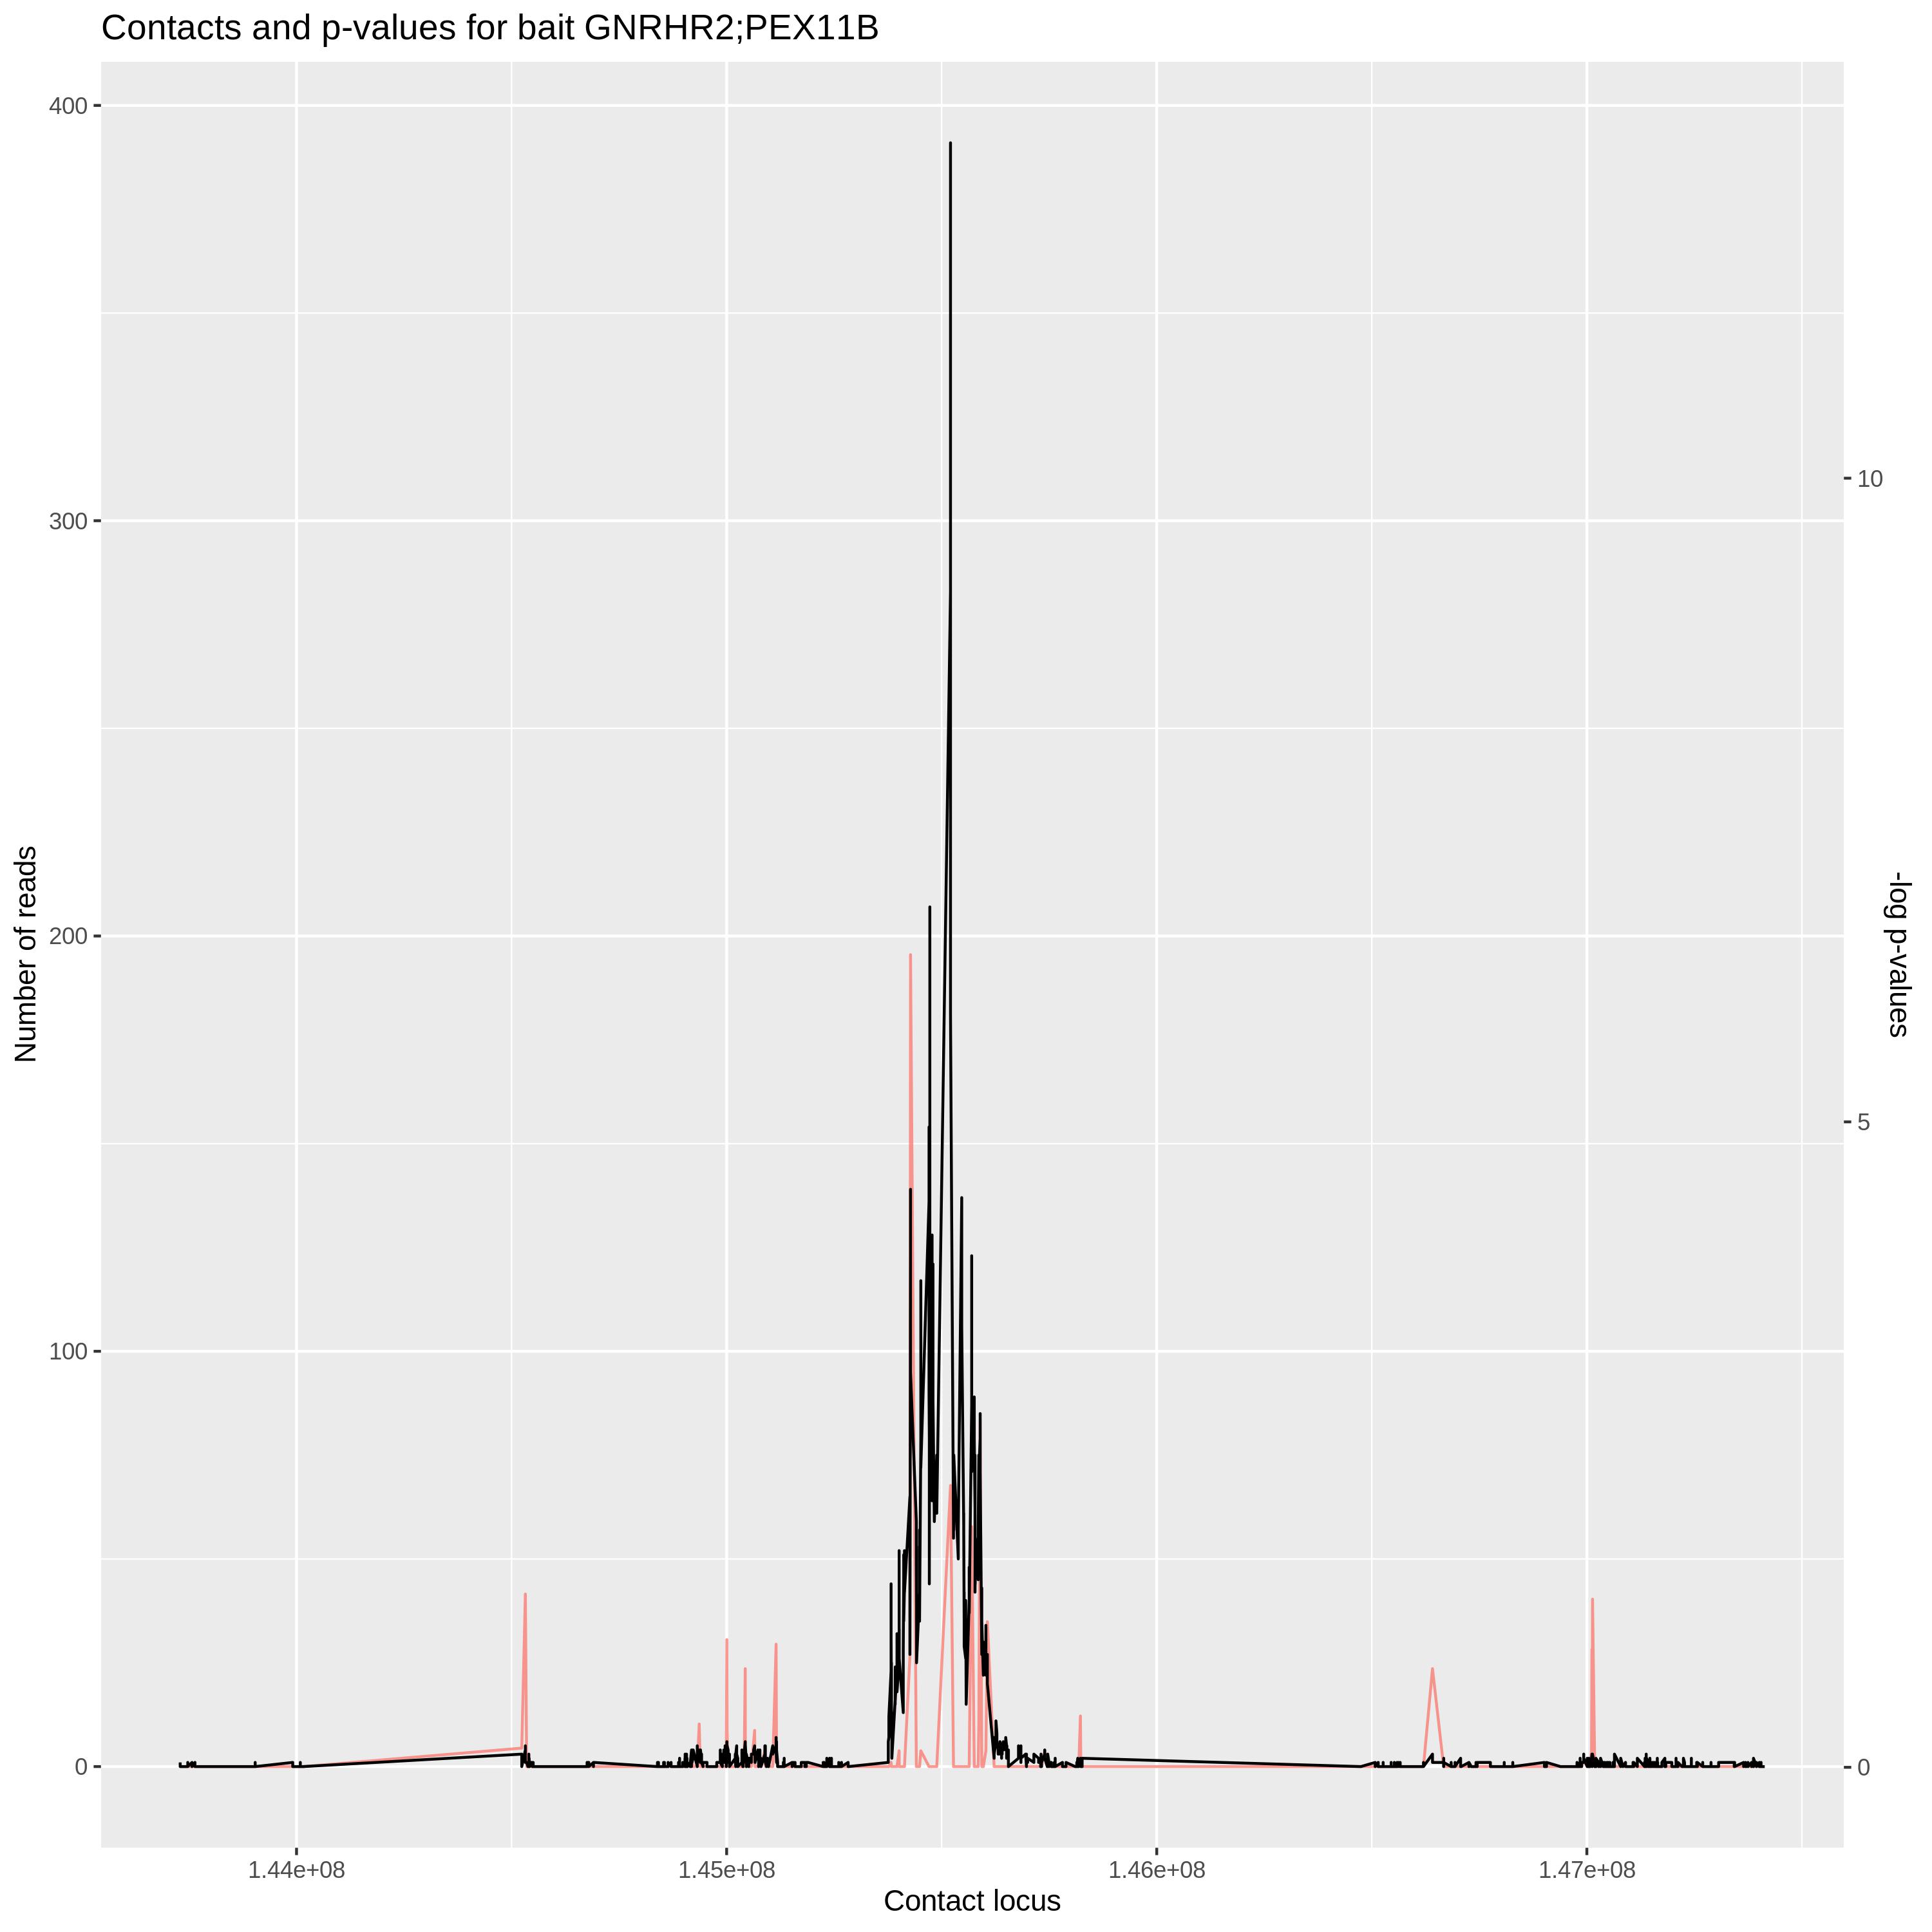 Contacts and p-values for bait GNRHR2;PEX11B
400
300
200
100
0
10
5
0
Number of reads
-log p-values
1.44e+08
1.45e+08
1.46e+08
1.47e+08
Contact locus